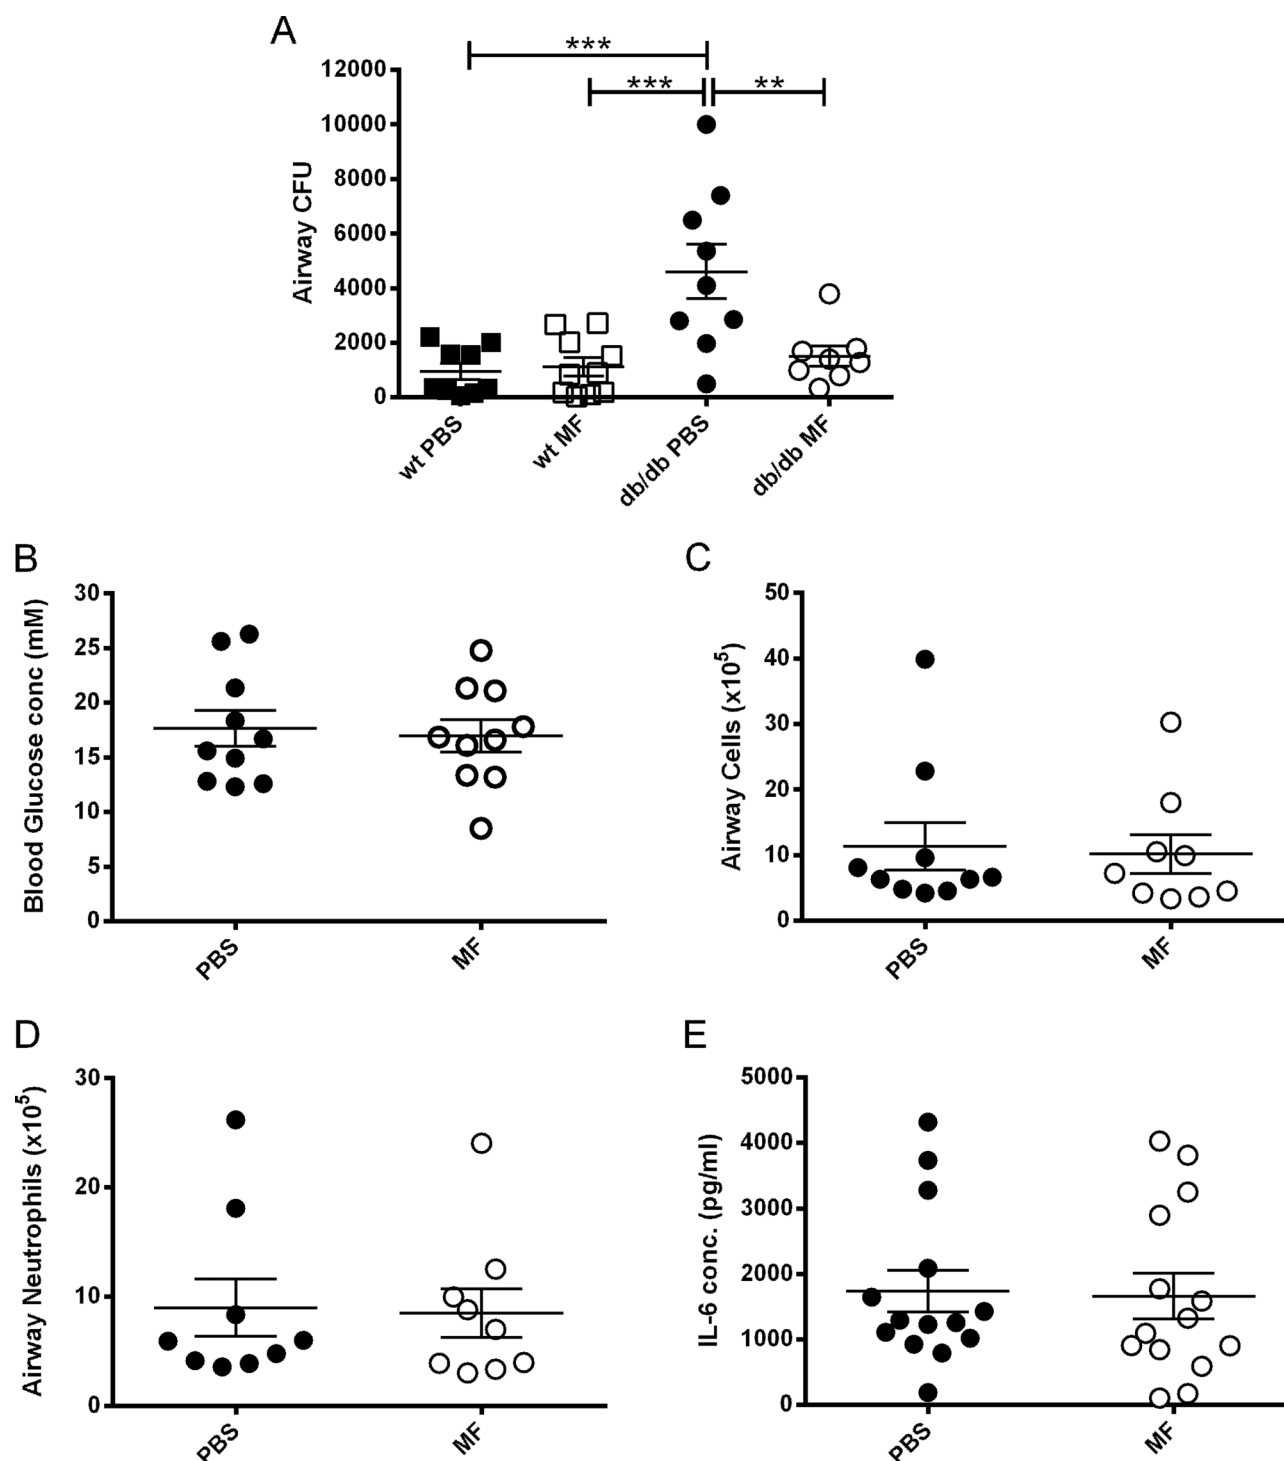 A
***
*** **
12000
10000
8000
6000
4000
2000
0
Airway CFU
wt PBS
wt MF
db/db PBS
db/db MF
B
30
25
20
15
10
5
0
Blood Glucose conc (mM)
PBS
MF
C
50
40
30
20
10
0
Airway Cells (x10⁵)
PBS
MF
D
30
20
10
0
Airway Neutrophils (x10⁵)
PBS
MF
E
5000
4000
3000
2000
1000
0
IL-6 conc. (pg/ml)
PBS
MF